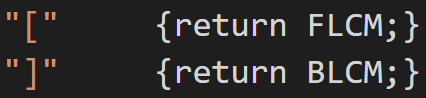 "["     {return FLCM;}
"]"     {return BLCM;}